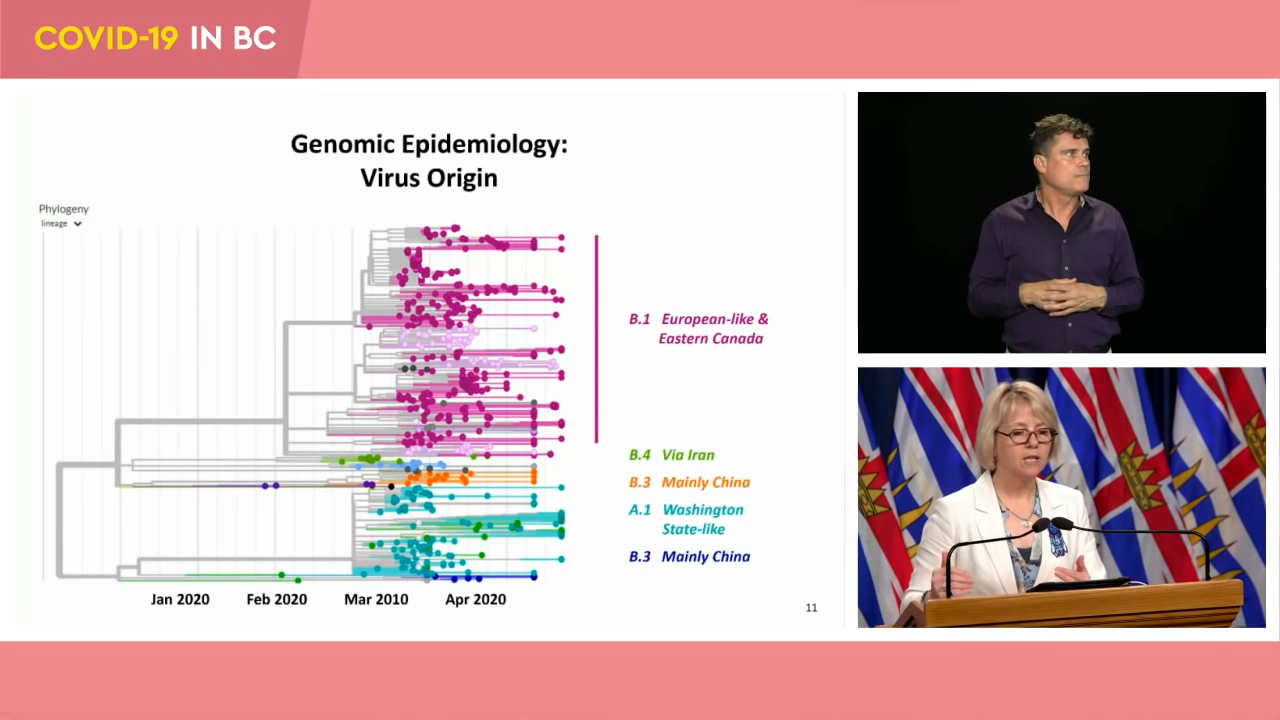 COVID-19 IN BC
Genomic Epidemiology:
Virus Origin
Phylogeny
lineage
B.1 European-like &
Eastern Canada
B.4 Via Iran
B.3 Mainly China
A.1 Washington
State-like
B.3 Mainly China
Jan 2020 Feb 2020 Mar 2010 Apr 2020
11